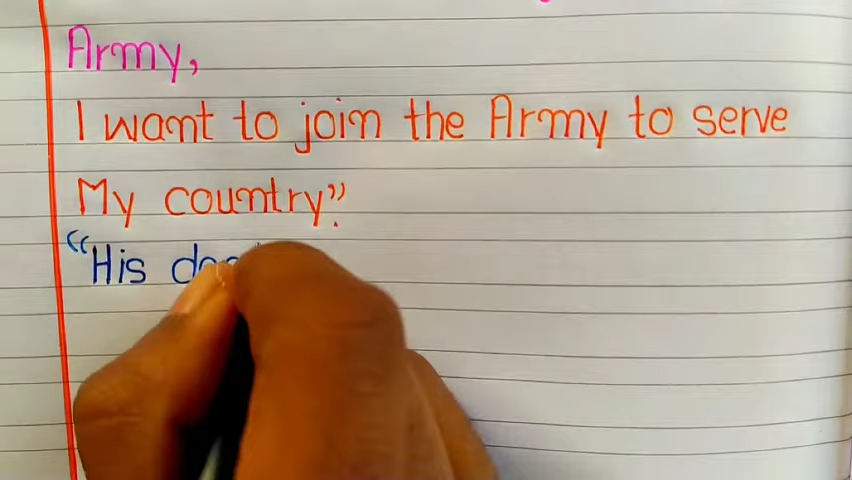 Army,
I want to join the Army to serve
My country”.
“His